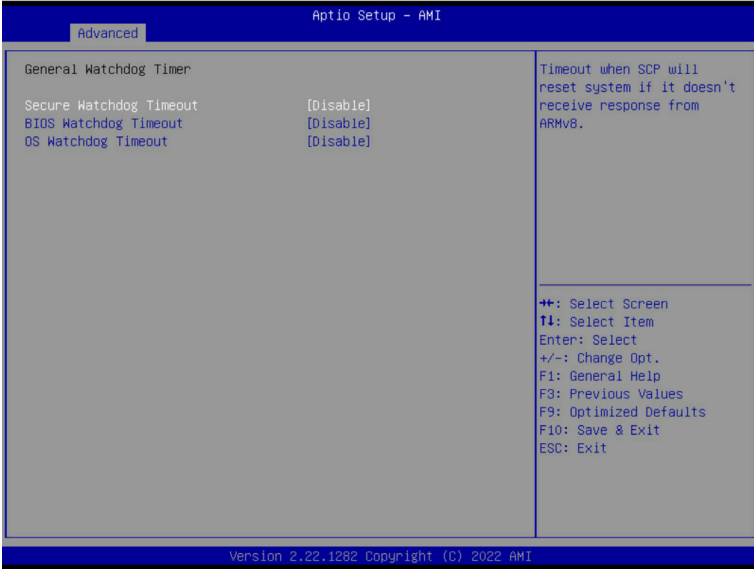 Aptio Setup – AMI
Advanced
General Watchdog Timer
Secure Watchdog Timeout [Disable]
BIOS Watchdog Timeout [Disable]
OS Watchdog Timeout [Disable]
Timeout when SCP will
reset system if it doesn't
receive response from
ARMv8.
→←: Select Screen
↑↓: Select Item
Enter: Select
+/-: Change Opt.
F1: General Help
F3: Previous Values
F9: Optimized Defaults
F10: Save & Exit
ESC: Exit
Version 2.22.1282 Copyright (C) 2022 AMI